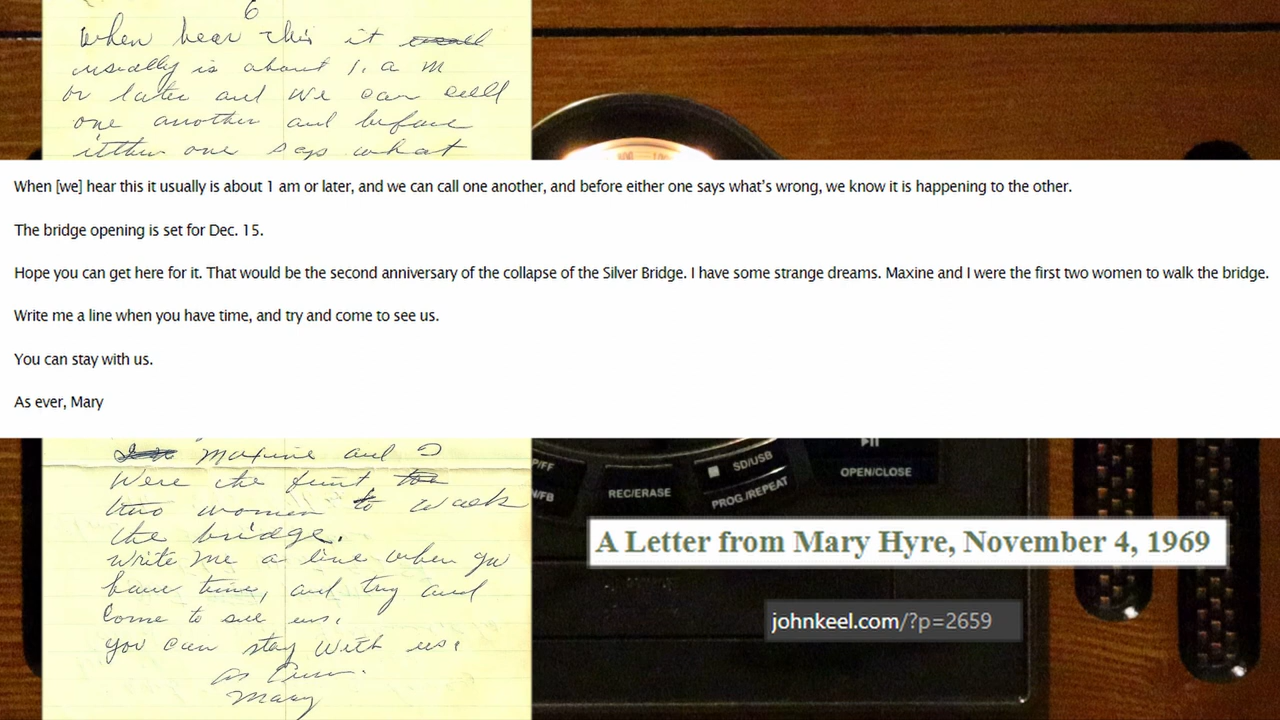 6
When hear this it
usually is about 1. a m
or later and we can call
one another and before
either one says what
When [we] hear this it usually is about 1 am or later, and we can call one another, and before either one says what's wrong, we know it is happening to the other.
The bridge opening is set for Dec. 15.
Hope you can get here for it. That would be the second anniversary of the collapse of the Silver Bridge. I have some strange dreams. Maxine and I were the first two women to walk the bridge.
Write me a line when you have time, and try and come to see us.
You can stay with us.
As ever, Mary
Maxine and I
Were the first
two women to walk
the bridge.
Write me a line when you
have time, and try and
come to see us.
you can stay with us.
as Ever.
Mary
/FF
/FB
REC/ERASE
SD/USB
PROG./REPEAT
OPEN/CLOSE
A Letter from Mary Hyre, November 4, 1969
johnkeel.com/?p=2659